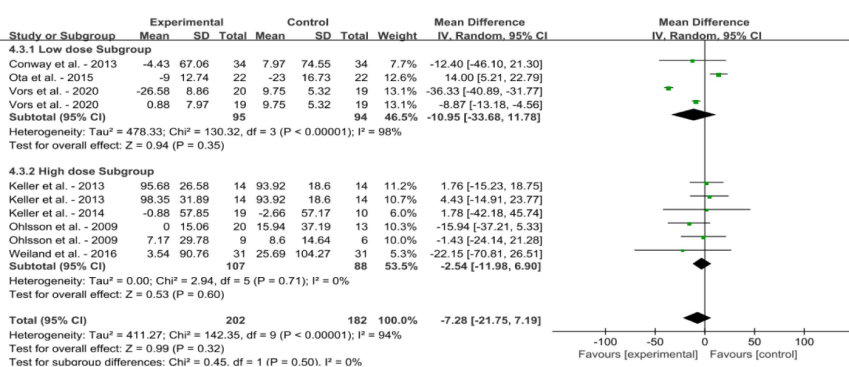 Experimental Control Mean Difference Mean Difference
Study or Subgroup Mean SD Total Mean SD Total Weight IV, Random, 95% CI IV, Random, 95% CI
4.3.1 Low dose Subgroup
Conway et al. - 2013 -4.43 67.06 34 7.97 74.55 34 7.7% -12.40 [-46.10, 21.30]
Ota et al. - 2015 -9 12.74 22 -23 16.73 22 12.6% 14.00 [5.21, 22.79]
Vors et al. - 2020 -26.58 8.86 20 9.75 5.32 19 13.1% -36.33 [-40.89, -31.77]
Vors et al. - 2020 0.88 7.97 19 9.75 5.32 19 13.1% -8.87 [-13.18, -4.56]
Subtotal (95% CI) 95 94 46.5% -10.95 [-33.68, 11.78]
Heterogeneity: Tau² = 478.33; Chi² = 130.32, df = 3 (P < 0.00001); I² = 98%
Test for overall effect: Z = 0.94 (P = 0.35)
4.3.2 High dose Subgroup
Keller et al. - 2013 95.68 26.58 14 93.92 18.6 14 11.2% 1.76 [-15.23, 18.75]
Keller et al. - 2013 98.35 31.89 14 93.92 18.6 14 10.7% 4.43 [-14.91, 23.77]
Keller et al. - 2014 -0.88 57.85 19 -2.66 57.17 10 6.0% 1.78 [-42.18, 45.74]
Ohlsson et al. - 2009 0 15.06 20 15.94 37.19 13 10.2% -15.94 [-37.21, 5.33]
Ohlsson et al. - 2009 7.17 29.78 9 8.6 14.64 6 10.0% -1.43 [-24.14, 21.28]
Weiland et al. - 2016 3.54 90.76 31 25.69 104.27 31 5.3% -22.15 [-70.81, 26.51]
Subtotal (95% CI) 107 88 53.5% -2.54 [-11.98, 6.90]
Heterogeneity: Tau² = 0.00; Chi² = 2.94, df = 5 (P = 0.71); I² = 0%
Test for overall effect: Z = 0.53 (P = 0.60)
Total (95% CI) 202 182 100.0% -7.28 [-21.75, 7.19]
Heterogeneity: Tau² = 411.27; Chi² = 142.35, df = 9 (P < 0.00001); I² = 94%
Test for overall effect: Z = 0.99 (P = 0.32)
Test for subgroup differences: Chi² = 0.45, df = 1 (P = 0.50), I² = 0%
-100 -50 0 50 100
Favours [experimental] Favours [control]